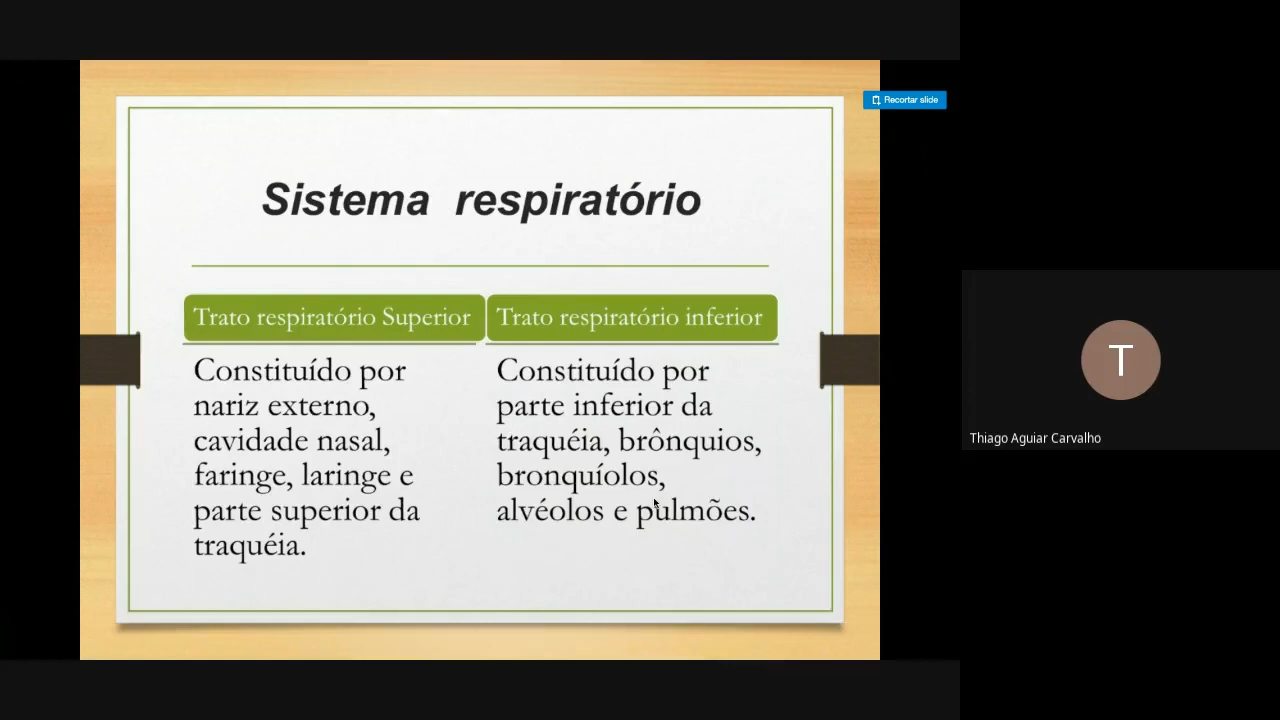 Recortar slide
Sistema respiratório
Trato respiratório Superior
Constituído por
nariz externo,
cavidade nasal,
faringe, laringe e
parte superior da
traquéia.
Trato respiratório inferior
Constituído por
parte inferior da
traquéia, brônquios,
bronquíolos,
alvéolos e pulmões.
T
Thiago Aguiar Carvalho